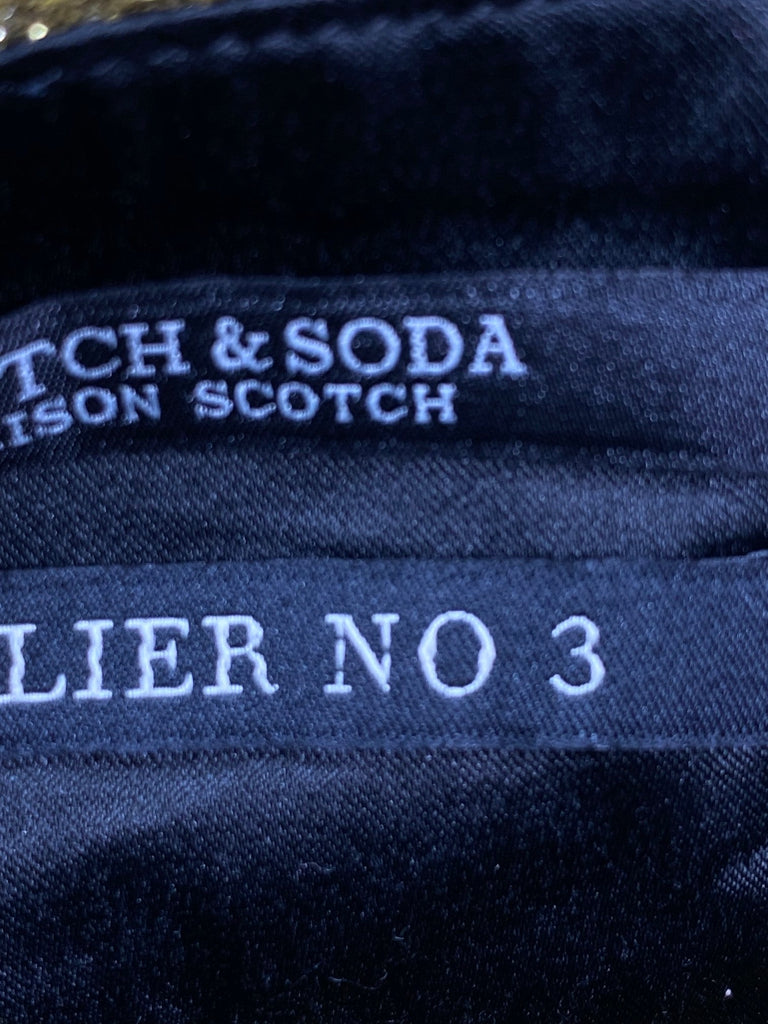 TCH & SODA
ISON SCOTCH
LIER NO 3